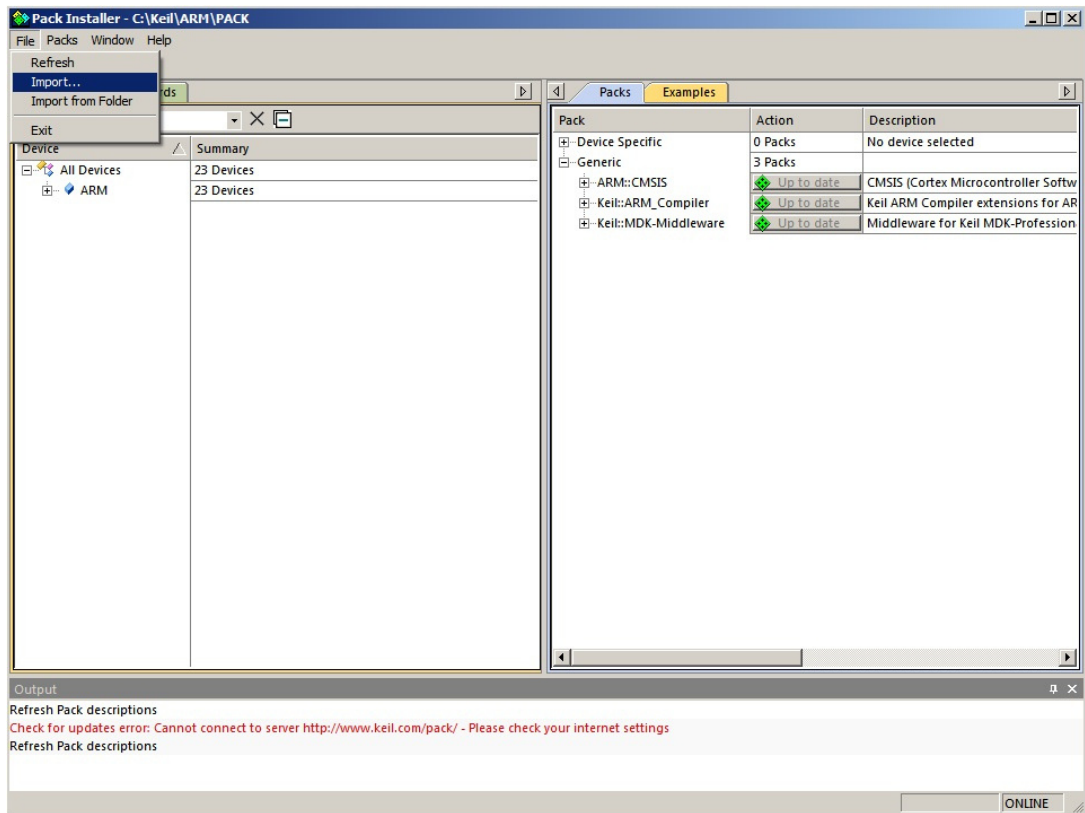 Pack Installer - C:\Keil\ARM\PACK
File Packs Window Help
Refresh
Import...
Import from Folder
Exit
rds
Packs Examples
Device Summary
All Devices 23 Devices
ARM 23 Devices
Pack Action Description
Device Specific 0 Packs No device selected
Generic 3 Packs
ARM::CMSIS Up to date CMSIS (Cortex Microcontroller Softw
Keil::ARM_Compiler Up to date Keil ARM Compiler extensions for AR
Keil::MDK-Middleware Up to date Middleware for Keil MDK-Profession
Output
Refresh Pack descriptions
Check for updates error: Cannot connect to server http://www.keil.com/pack/ - Please check your internet settings
Refresh Pack descriptions
ONLINE